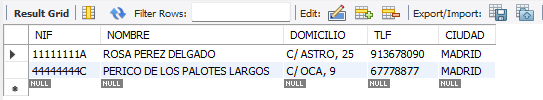 Result Grid Filter Rows: Edit: Export/Import:
NIF NOMBRE DOMICILIO TLF CIUDAD
11111111A ROSA PEREZ DELGADO C/ ASTRO, 25 913678090 MADRID
44444444C PERICO DE LOS PALOTES LARGOS C/ OCA, 9 67778877 MADRID
NULL NULL NULL NULL NULL